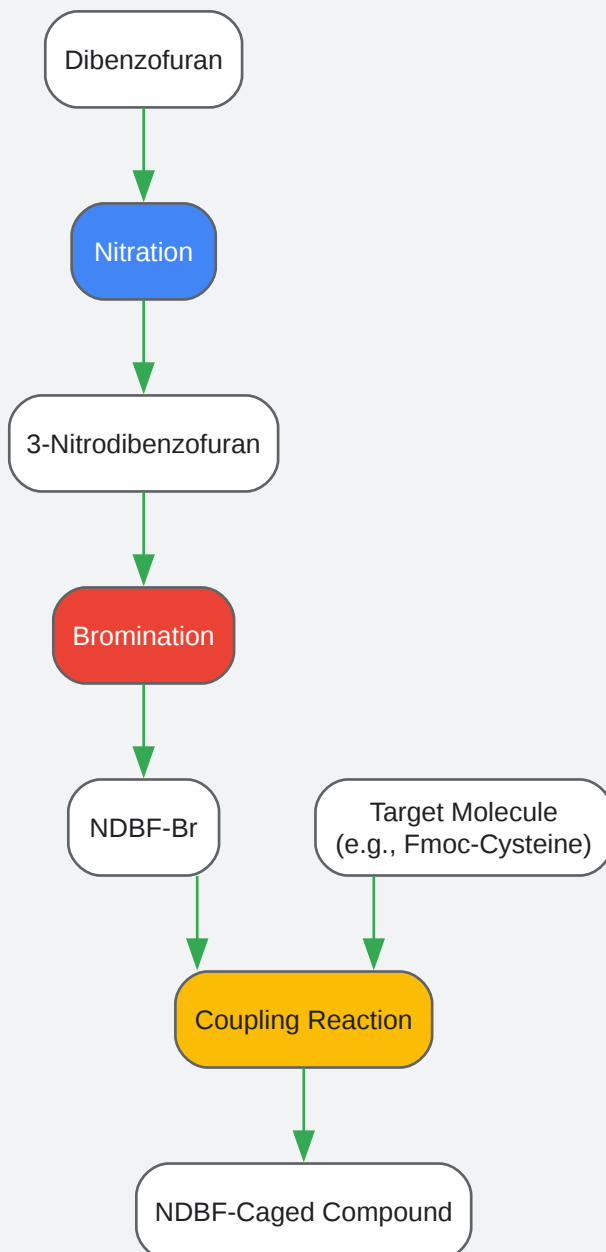 Dibenzofuran
Nitration
3-Nitrodibenzofuran
Bromination
NDBF-Br
Target Molecule
(e.g., Fmoc-Cysteine)
Coupling Reaction
NDBF-Caged Compound